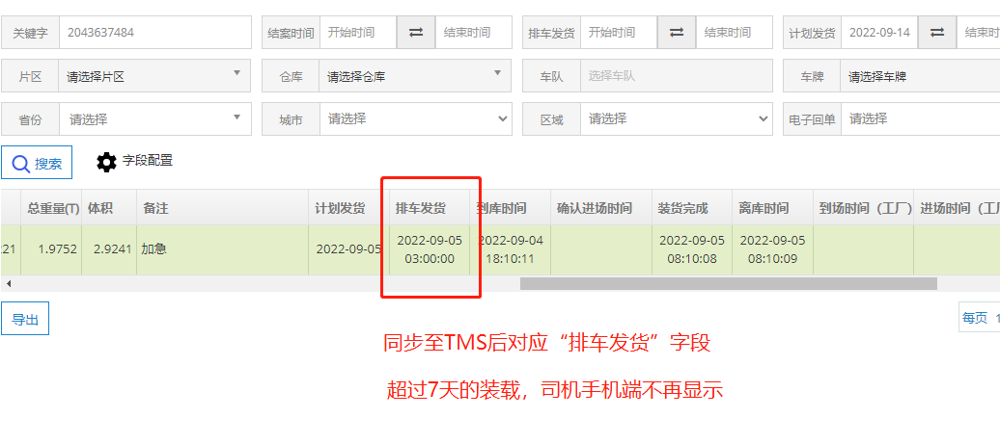 关键字 2043637484 结案时间 开始时间 结束时间 排车发货 开始时间 结束时间 计划发货 2022-09-14 结束时
片区 请选择片区 仓库 请选择仓库 车队 选择车队 车牌 请选择车牌
省份 请选择 城市 请选择 区域 请选择 电子回单 请选择
搜索 字段配置
总重量(T) 体积 备注 计划发货 排车发货 到库时间 确认进场时间 装货完成 离库时间 到场时间（工厂） 进场时间（工厂
2022-09-05 2022-09-04 2022-09-05 2022-09-05
:21 1.9752 2.9241 加急 2022-09-05
03:00:00 18:10:11 08:10:08 08:10:09
导出 每页 1
同步至TMS后对应“排车发货”字段
超过7天的装载，司机手机端不再显示